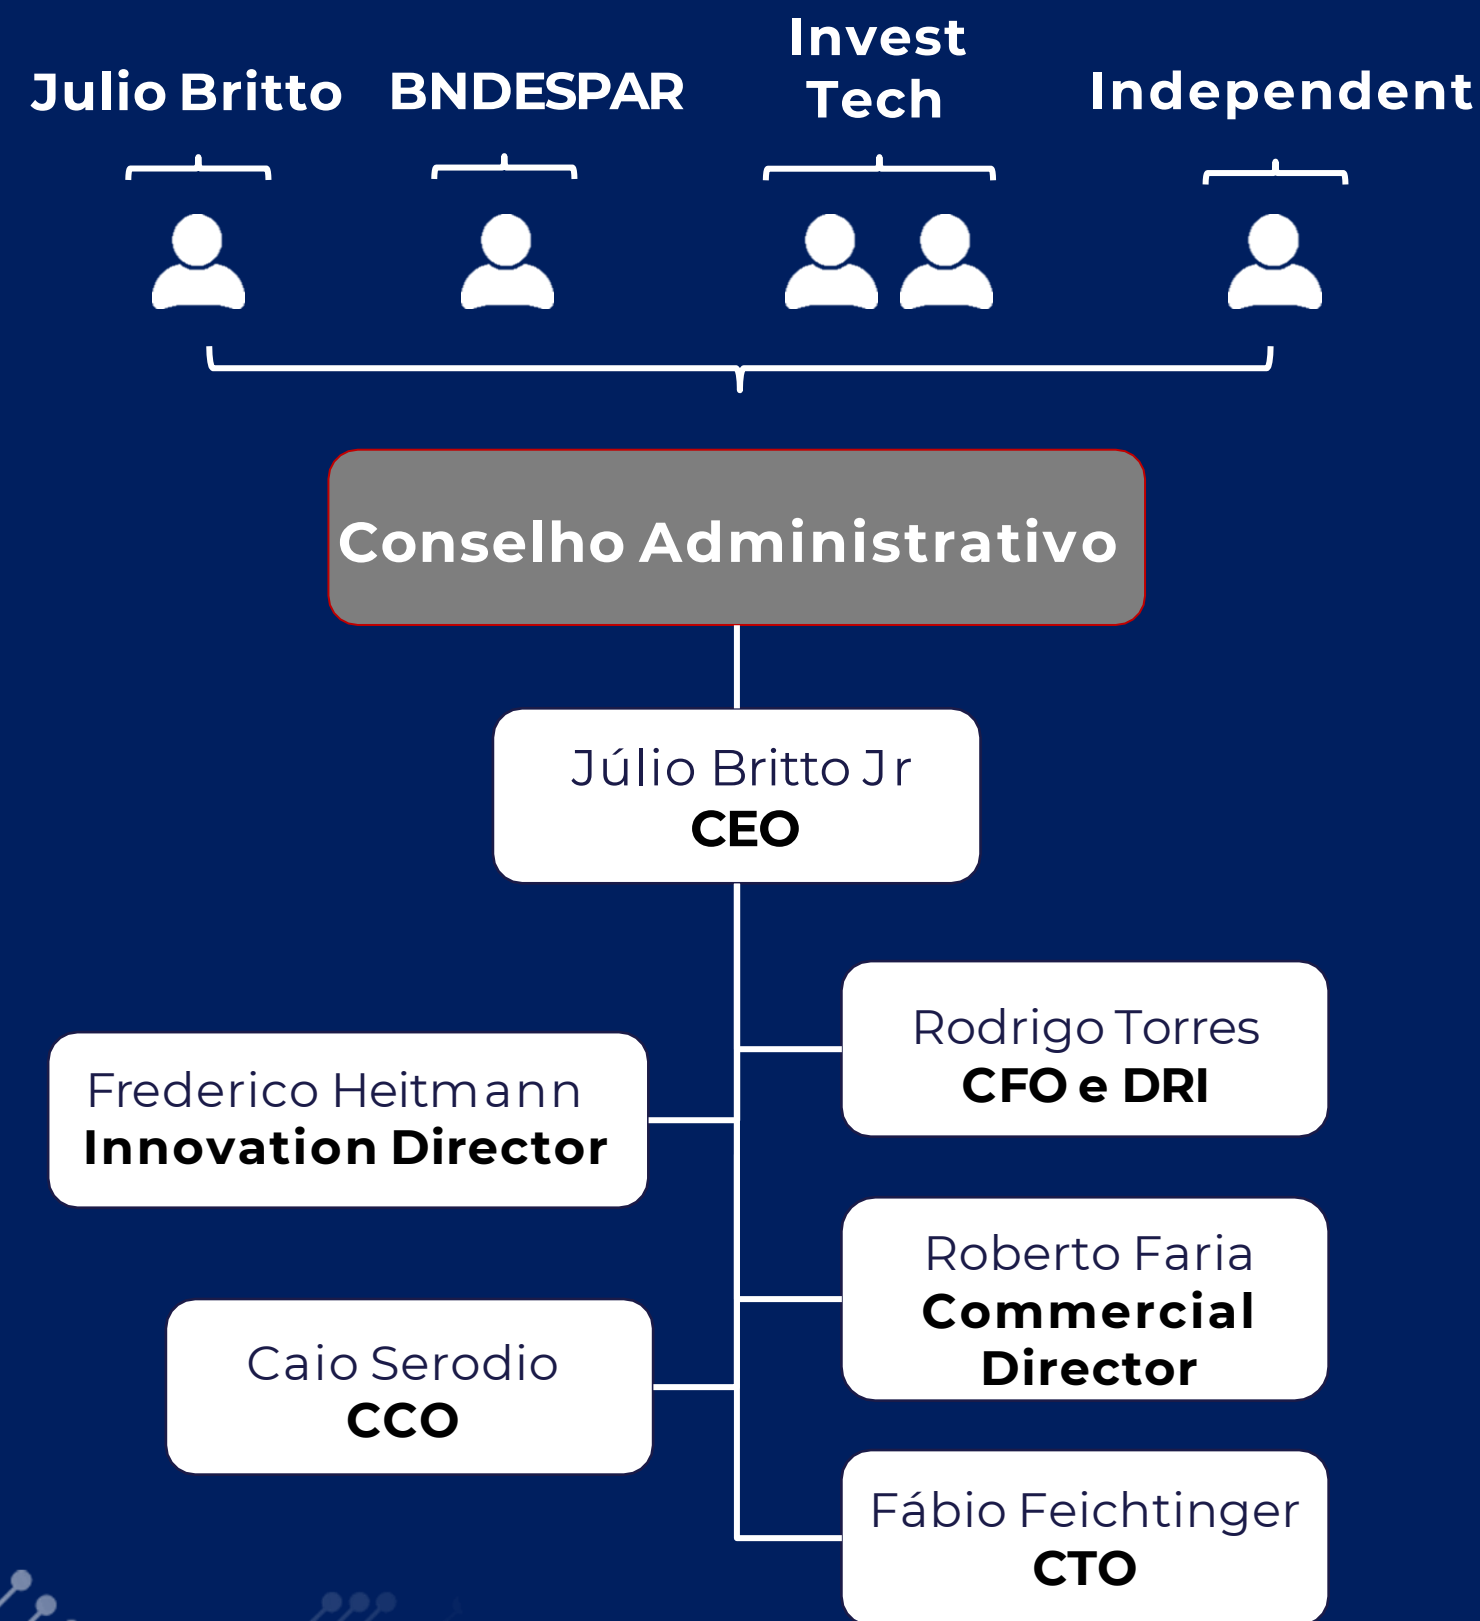 Julio Britto
BNDESPAR
Invest
Tech
Independent
Conselho Administrativo
Júlio Britto Jr
CEO
Rodrigo Torres
CFO e DRI
Frederico Heitmann
Innovation Director
Roberto Faria
Commercial
Director
Caio Serodio
CCO
Fábio Feichtinger
CTO